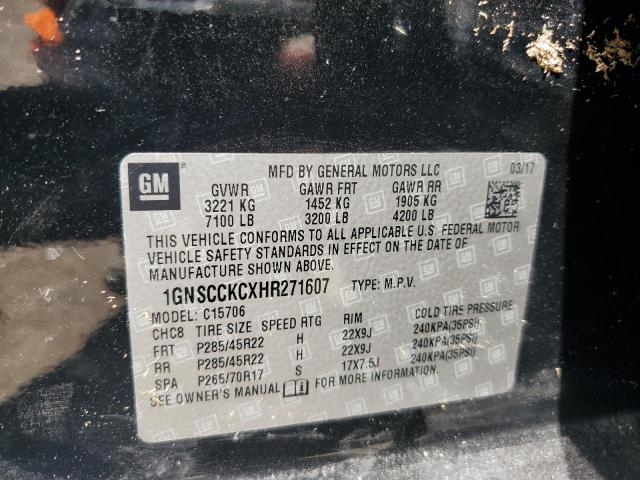 GM
MFD BY GENERAL MOTORS LLC
03/17
GVWR GAWR FRT GAWR RR
3221 KG 1452 KG 1905 KG
7100 LB 3200 LB 4200 LB
THIS VEHICLE CONFORMS TO ALL APPLICABLE U.S. FEDERAL MOTOR
VEHICLE SAFETY STANDARDS IN EFFECT ON THE DATE OF
MANUFACTURE SHOWN ABOVE.
1GNSCCKCXHR271607 TYPE: M.P.V.
MODEL: C15706
CHC8 TIRE SIZE SPEED RTG RIM COLD TIRE PRESSURE
FRT P285/45R22 H 22X9J 240KPA(35PSI)
RR P285/45R22 H 22X9J 240KPA(35PSI)
SPA P265/70R17 S 17X7.5J 240KPA(35PSI)
SEE OWNER'S MANUAL FOR MORE INFORMATION.